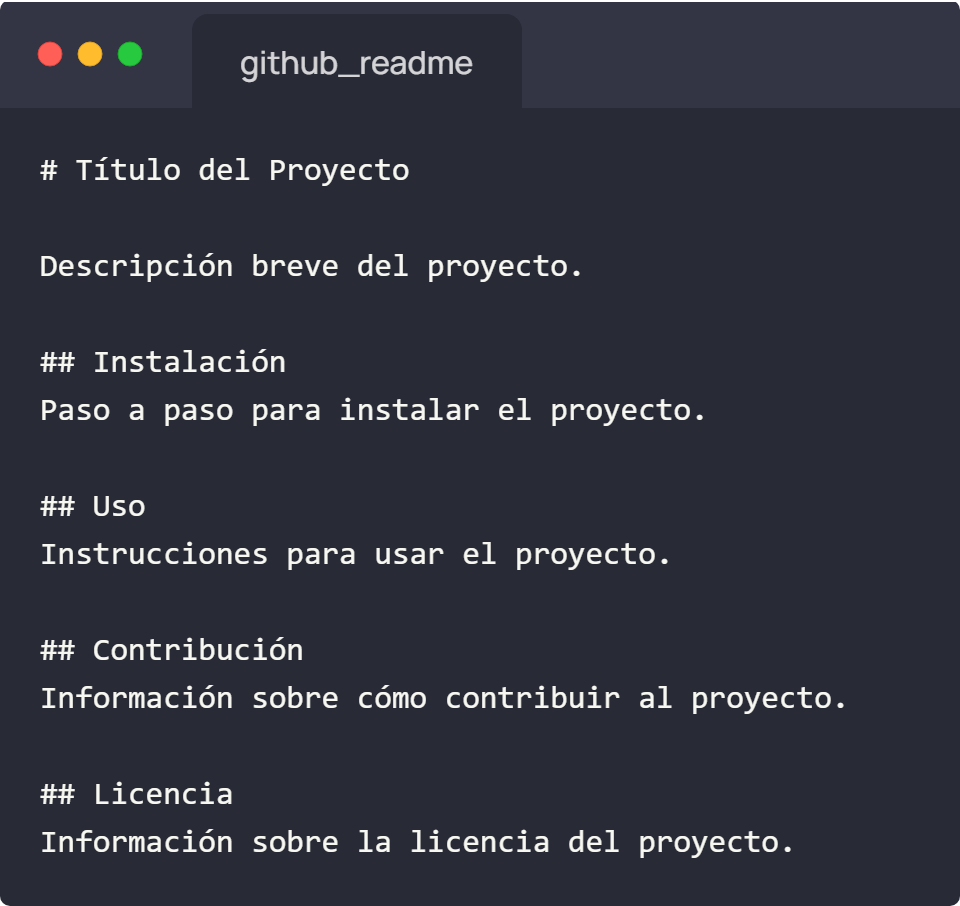 github_readme
# Título del Proyecto
Descripción breve del proyecto.
## Instalación
Paso a paso para instalar el proyecto.
## Uso
Instrucciones para usar el proyecto.
## Contribución
Información sobre cómo contribuir al proyecto.
## Licencia
Información sobre la licencia del proyecto.